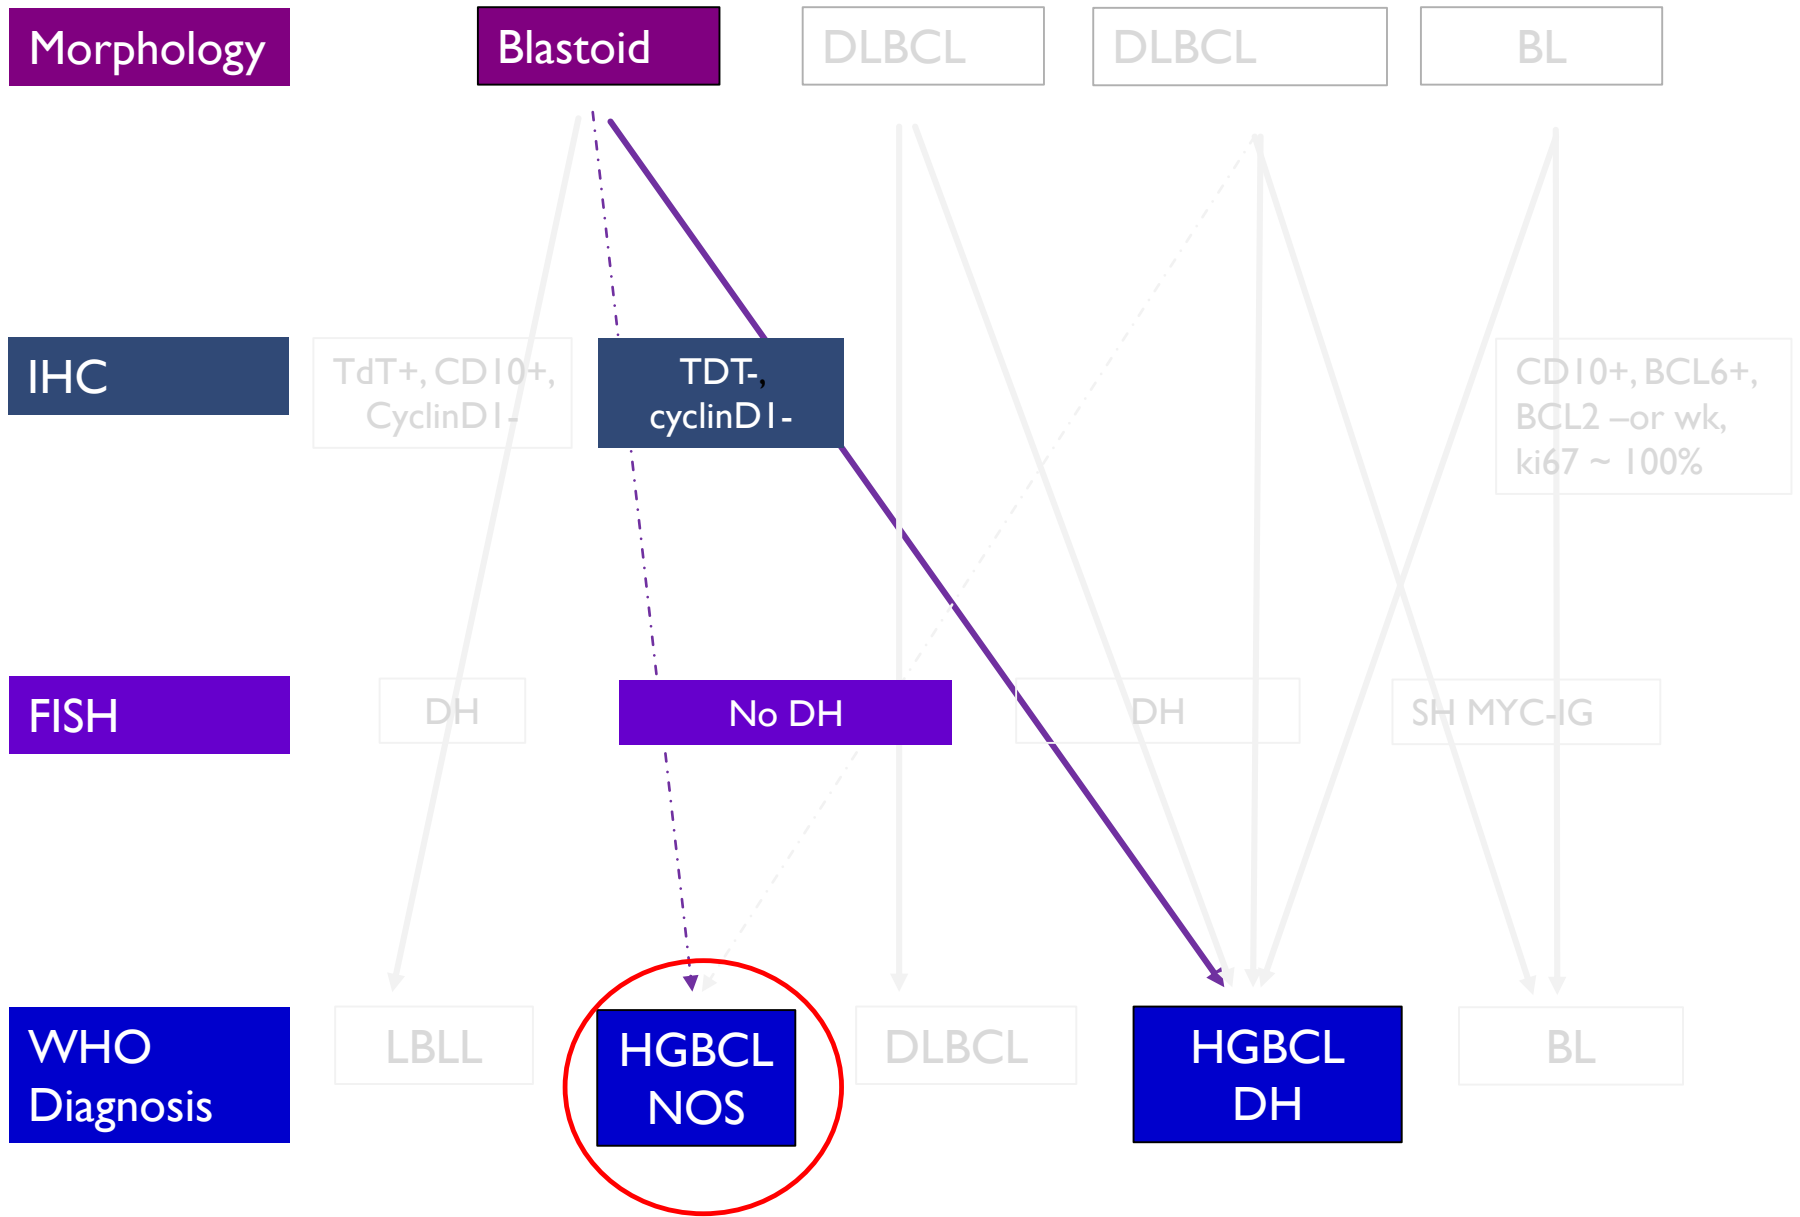 Morphology
Blastoid
DLBCL
DLBCL
BL
IHC
TdT+, CD10+,
CyclinD1-
TDT-,
cyclinD1-
CD10+, BCL6+,
BCL2 –or wk,
ki67 ~ 100%
FISH
DH
No DH
DH
SH MYC-IG
WHO
Diagnosis
LBLL
HGBCL
NOS
DLBCL
HGBCL
DH
BL